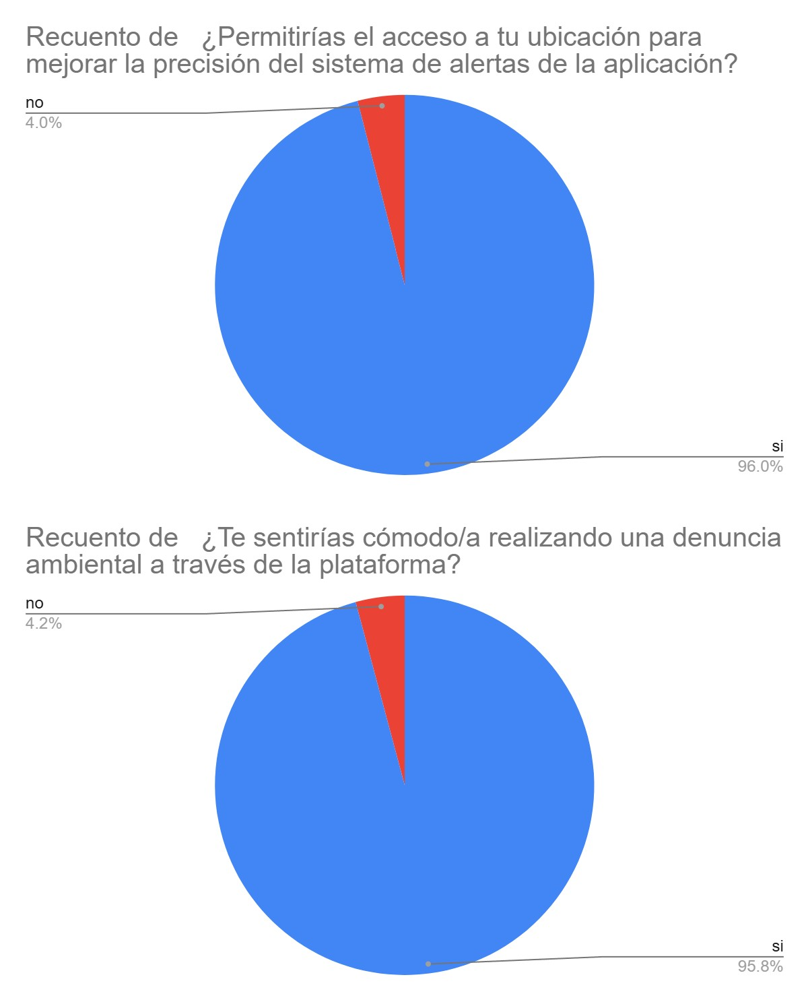 Recuento de   ¿Permitirías el acceso a tu ubicación para
mejorar la precisión del sistema de alertas de la aplicación?
no
4.0%
si
96.0%
Recuento de   ¿Te sentirías cómodo/a realizando una denuncia
ambiental a través de la plataforma?
no
4.2%
si
95.8%